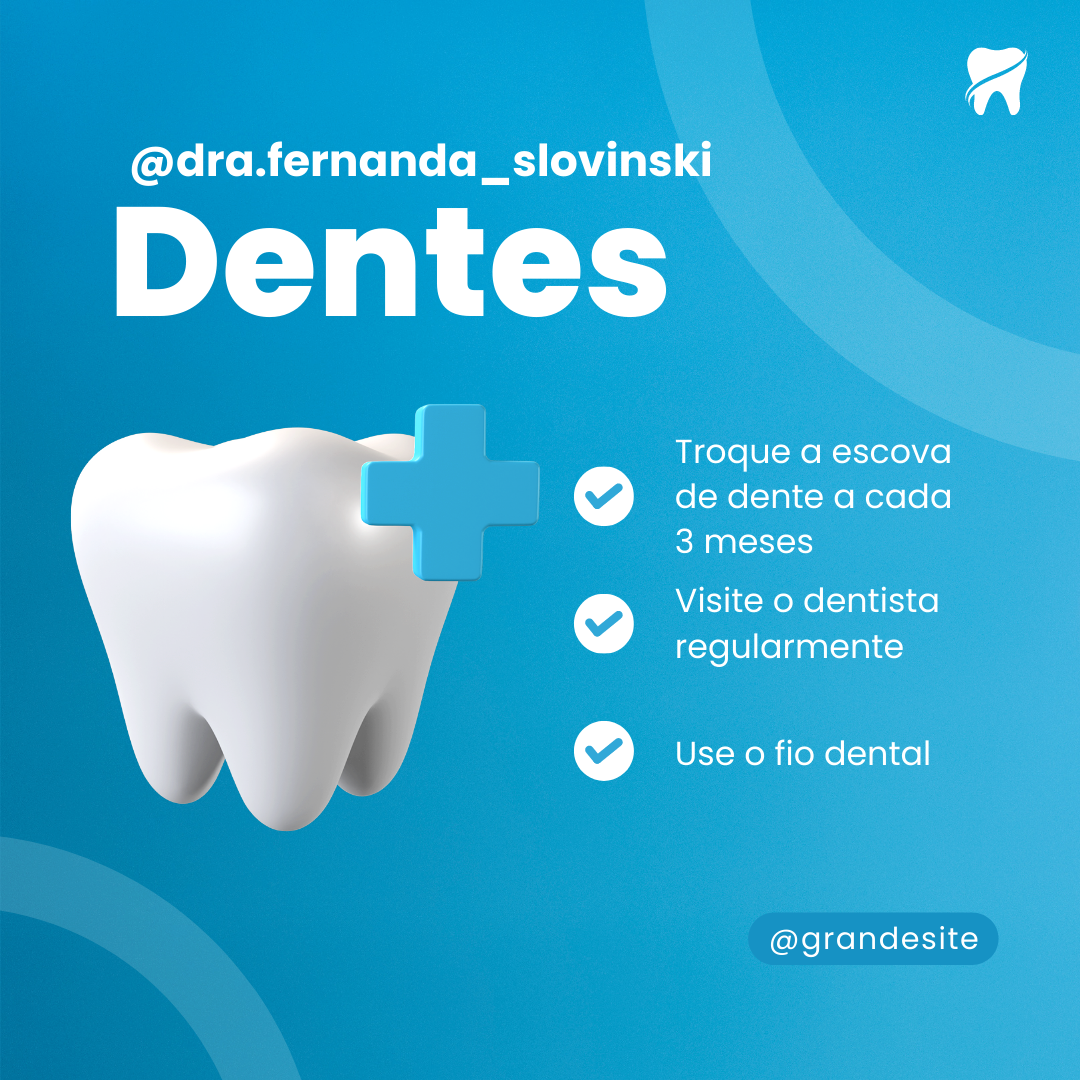 @dra.fernanda_slovinski
Dentes
Troque a escova
de dente a cada
3 meses
Visite o dentista
regularmente
Use o fio dental
@grandesite